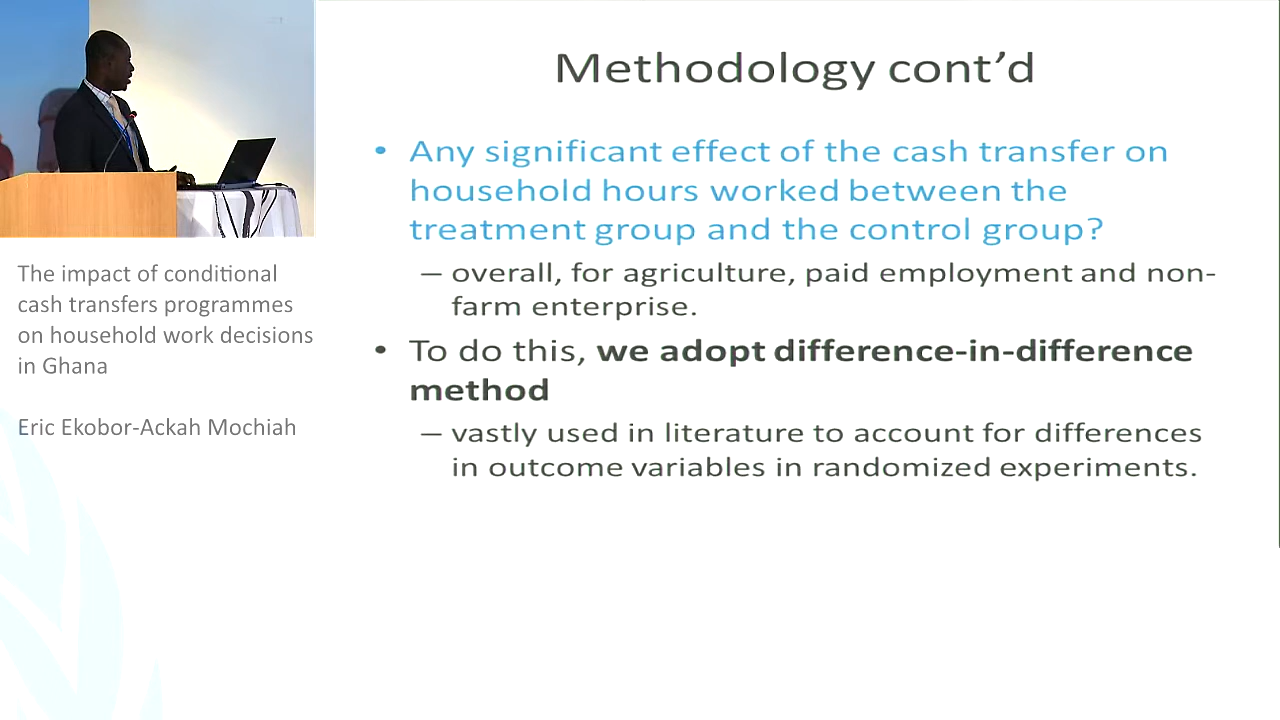 Methodology cont’d
• Any significant effect of the cash transfer on
household hours worked between the
treatment group and the control group?
– overall, for agriculture, paid employment and non-
farm enterprise.
• To do this, we adopt difference-in-difference
method
– vastly used in literature to account for differences
in outcome variables in randomized experiments.
The impact of conditional
cash transfers programmes
on household work decisions
in Ghana
Eric Ekobor-Ackah Mochiah